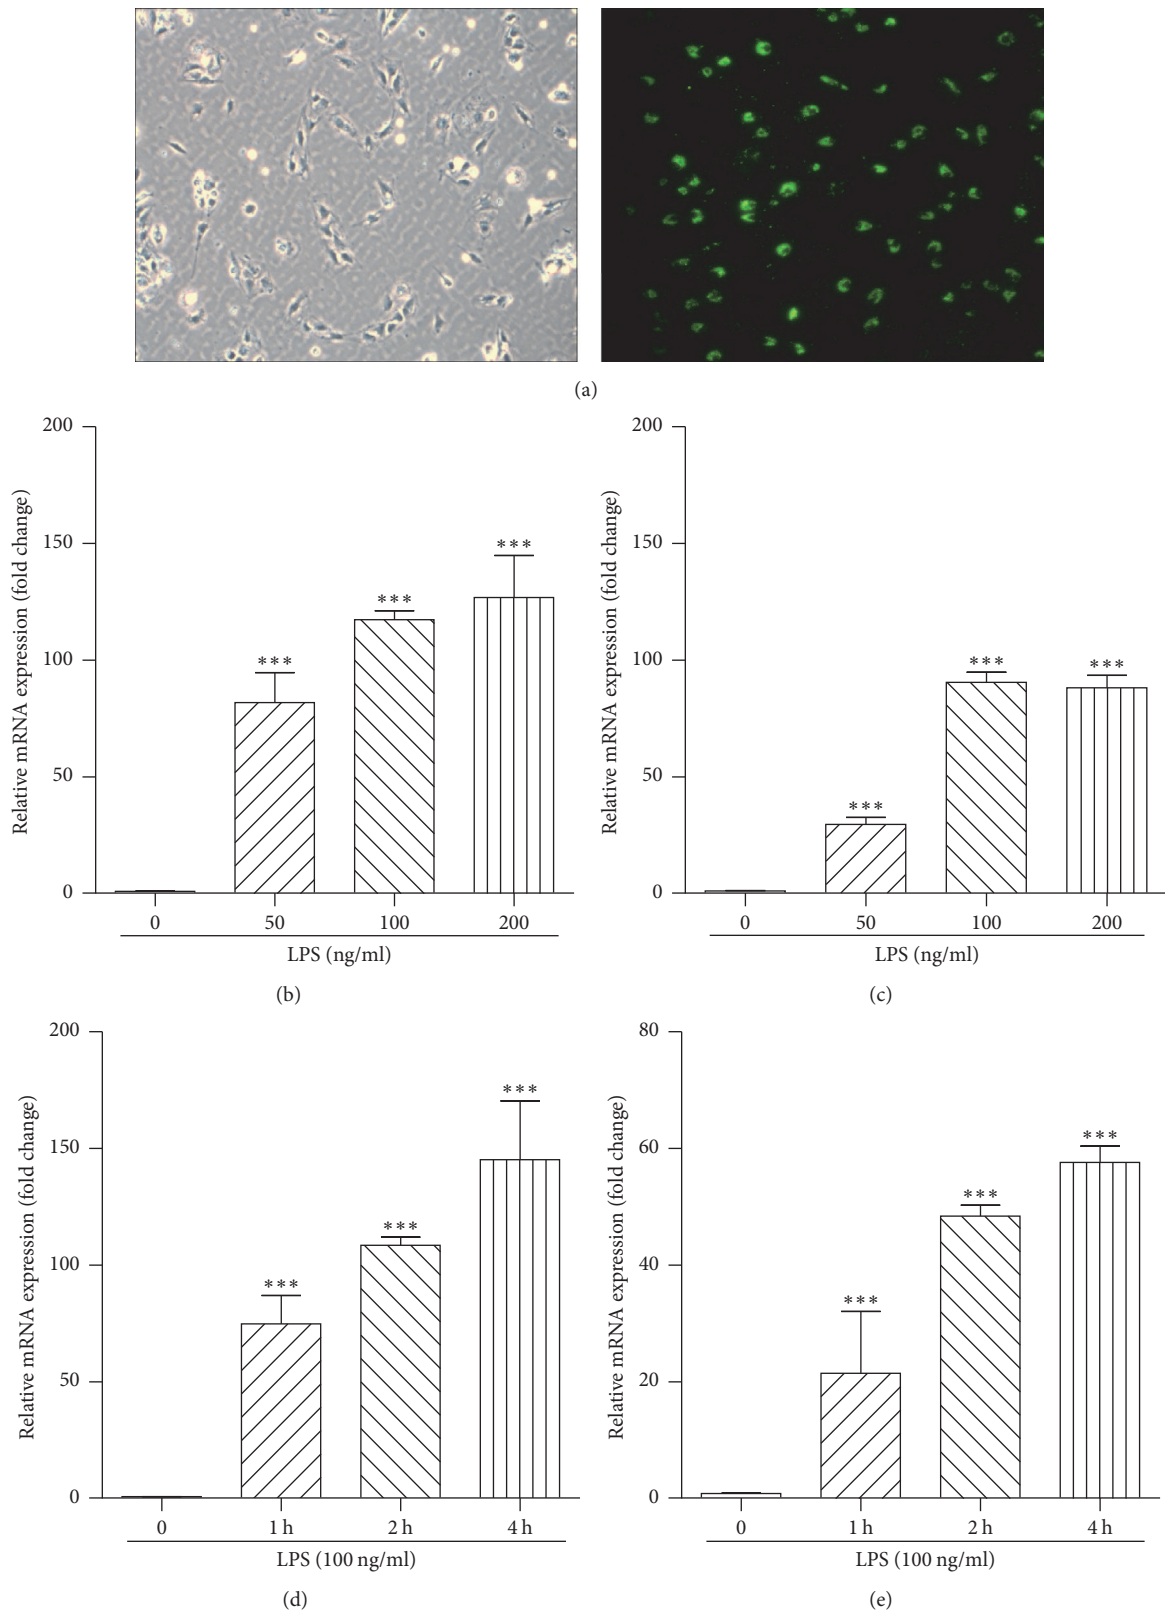 (a)
200
150
100
50
0
Relative mRNA expression (fold change)
***
***
***
0 50 100 200
LPS (ng/ml)
(b)
200
150
100
50
0
Relative mRNA expression (fold change)
***
***
***
0 50 100 200
LPS (ng/ml)
(c)
200
150
100
50
0
Relative mRNA expression (fold change)
***
***
***
0 1 h 2 h 4 h
LPS (100 ng/ml)
(d)
80
60
40
20
0
Relative mRNA expression (fold change)
***
***
***
0 1 h 2 h 4 h
LPS (100 ng/ml)
(e)